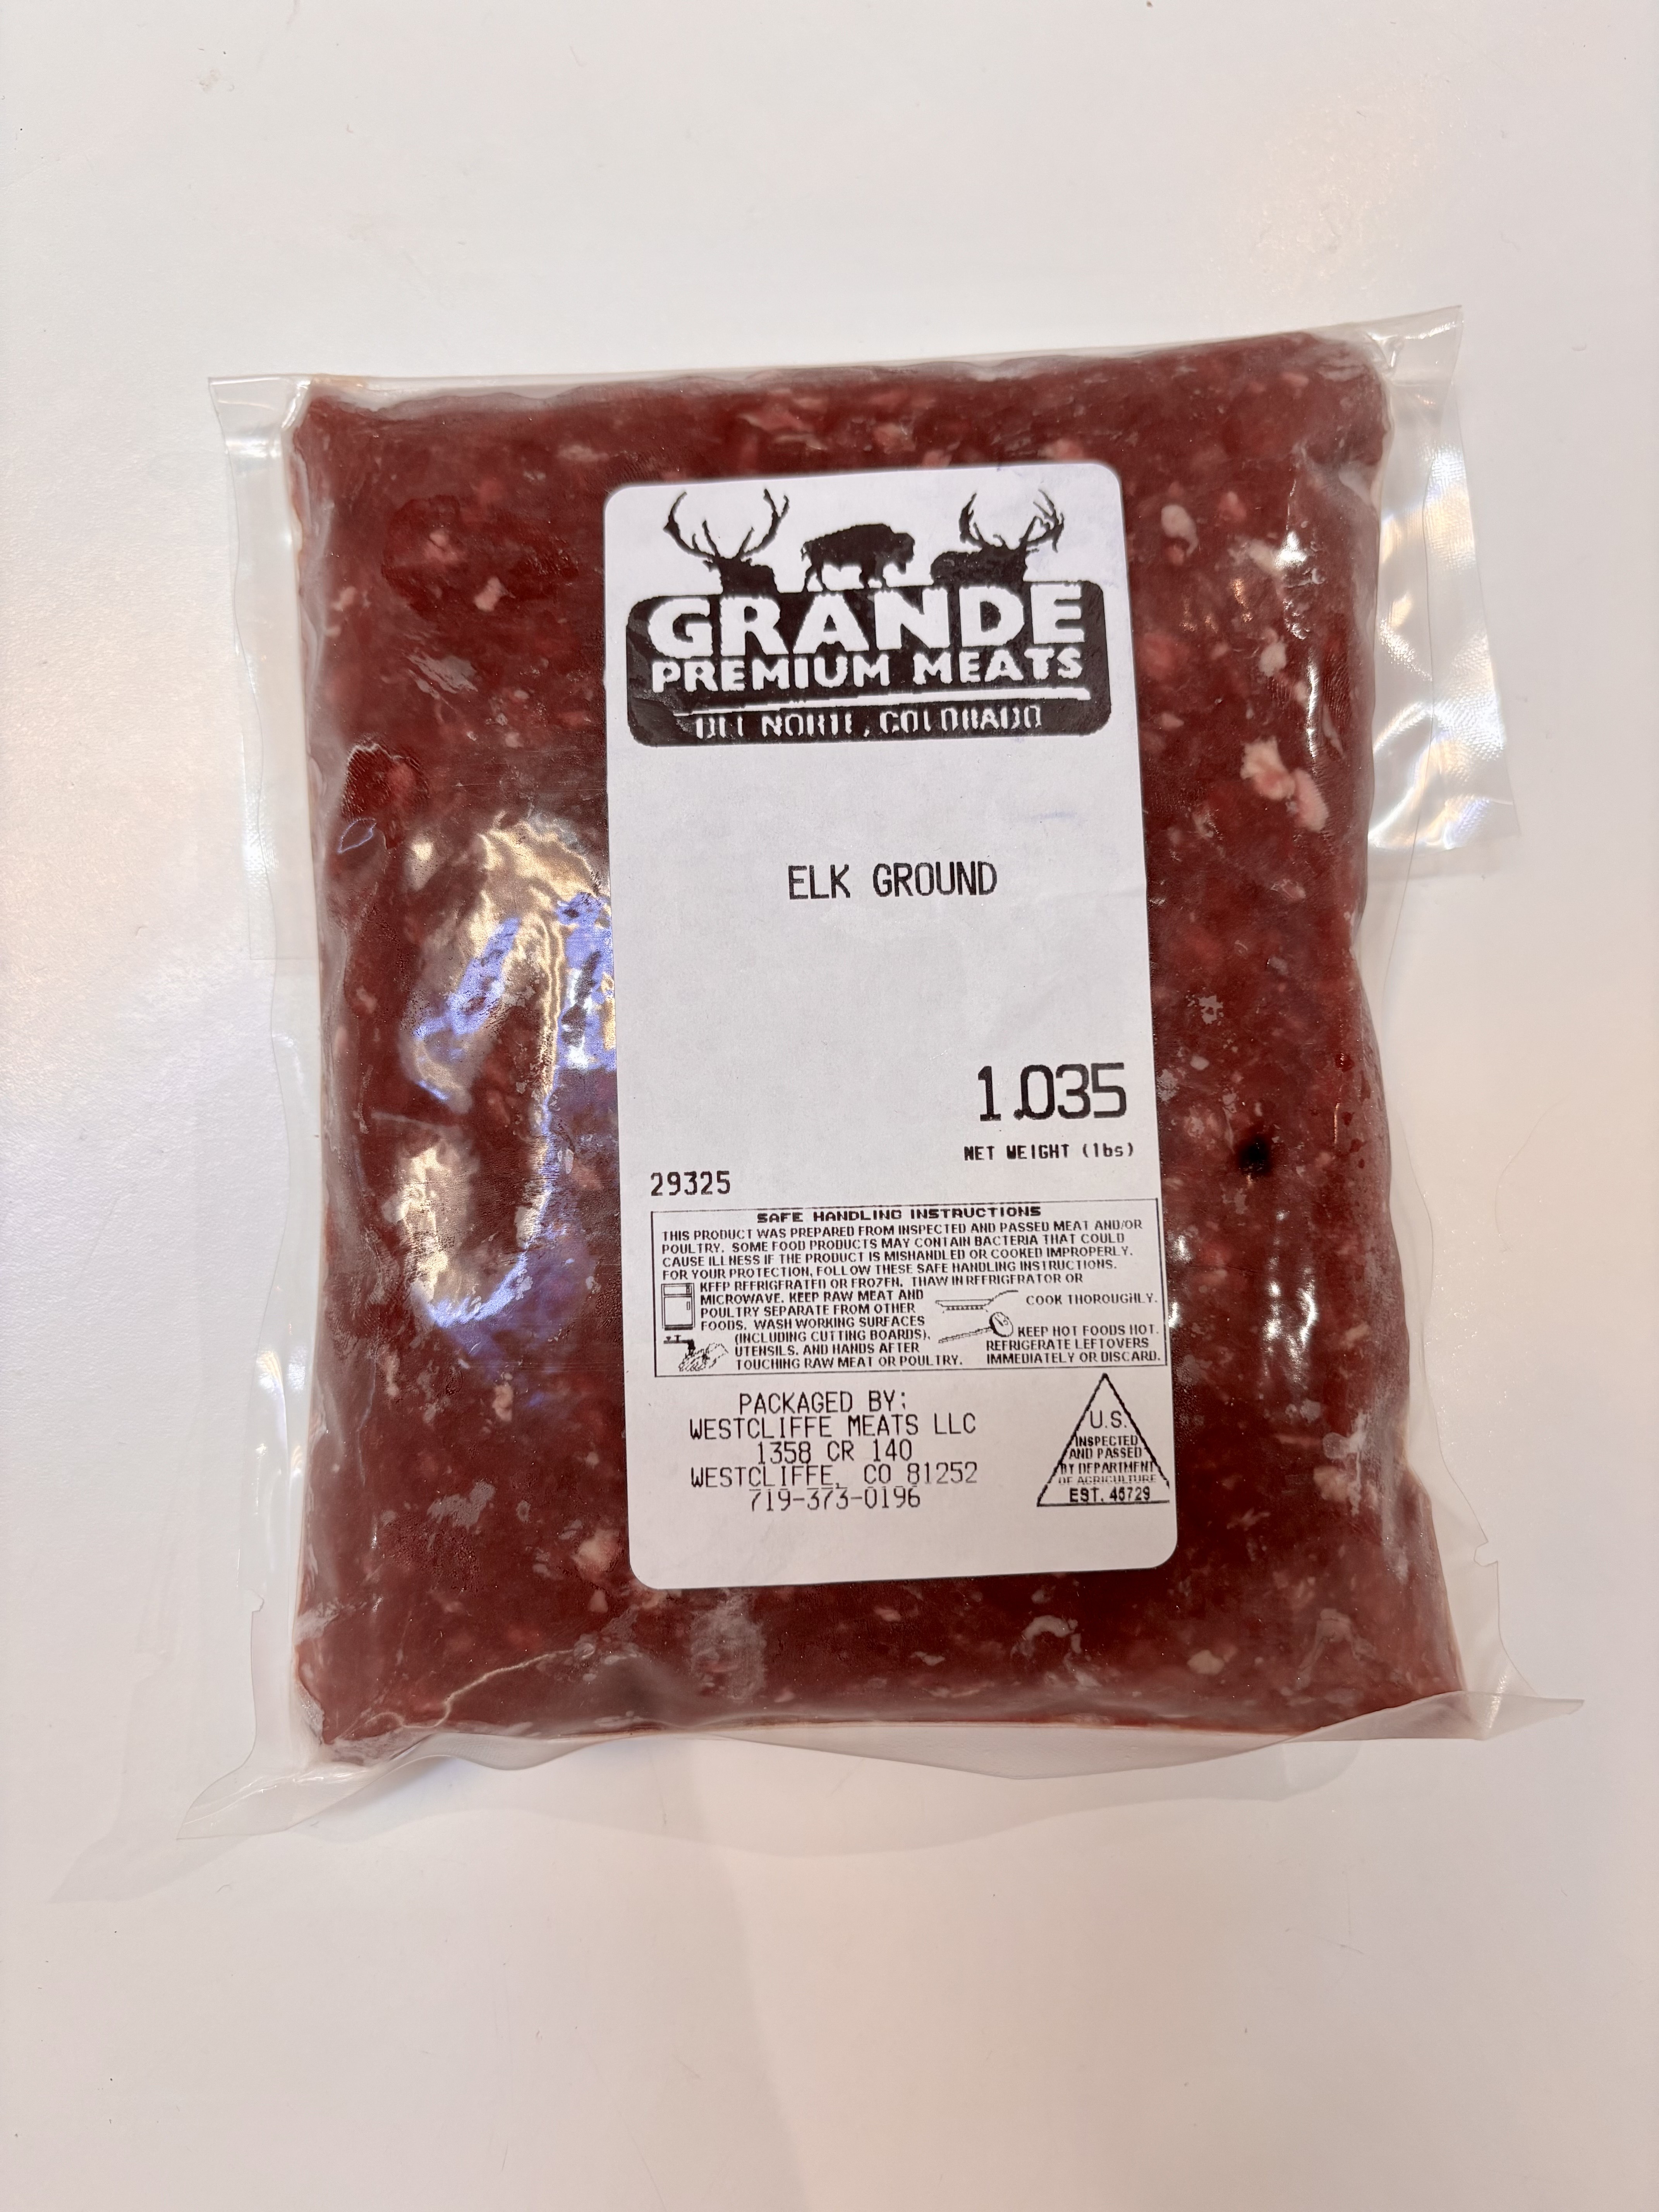 GRANDE
PREMIUM MEATS
DEL NORTE, COLORADO
ELK GROUND
1.035
NET WEIGHT (lbs)
29325
SAFE HANDLING INSTRUCTIONS
THIS PRODUCT WAS PREPARED FROM INSPECTED AND PASSED MEAT AND/OR
POULTRY. SOME FOOD PRODUCTS MAY CONTAIN BACTERIA THAT COULD
CAUSE ILLNESS IF THE PRODUCT IS MISHANDLED OR COOKED IMPROPERLY.
FOR YOUR PROTECTION, FOLLOW THESE SAFE HANDLING INSTRUCTIONS.
KEEP REFRIGERATED OR FROZEN. THAW IN REFRIGERATOR OR
MICROWAVE. KEEP RAW MEAT AND
POULTRY SEPARATE FROM OTHER
FOODS. WASH WORKING SURFACES
(INCLUDING CUTTING BOARDS),
UTENSILS, AND HANDS AFTER
TOUCHING RAW MEAT OR POULTRY.
COOK THOROUGHLY.
KEEP HOT FOODS HOT.
REFRIGERATE LEFTOVERS
IMMEDIATELY OR DISCARD.
PACKAGED BY:
WESTCLIFFE MEATS LLC
1358 CR 140
WESTCLIFFE, CO 81252
719-373-0196
U.S.
INSPECTED
AND PASSED
BY DEPARTMENT
OF AGRICULTURE
EST. 45729